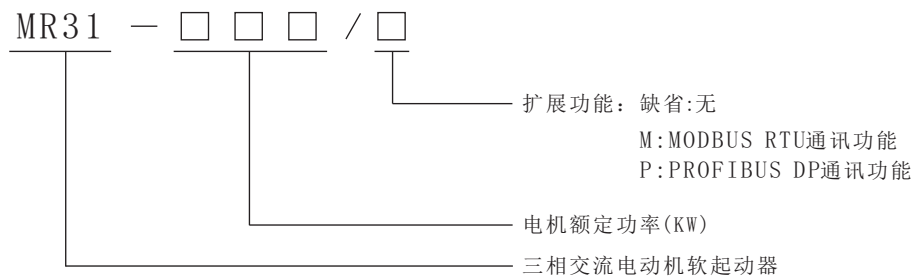 MR31 － □ □ □ / □
扩展功能：缺省:无
M:MODBUS RTU通讯功能
P:PROFIBUS DP通讯功能
电机额定功率(KW)
三相交流电动机软起动器